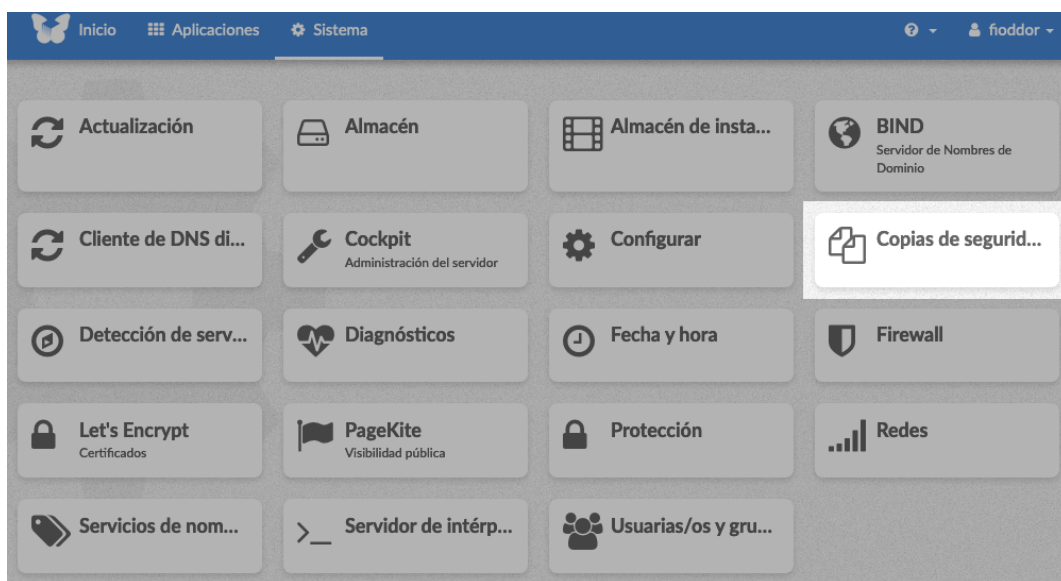 Inicio Aplicaciones Sistema fioddor
Actualización
Almacén
Almacén de insta...
BIND
Servidor de Nombres de
Dominio
Cliente de DNS di...
Cockpit
Administración del servidor
Configurar
Copias de segurid...
Detección de serv...
Diagnósticos
Fecha y hora
Firewall
Let's Encrypt
Certificados
PageKite
Visibilidad pública
Protección
Redes
Servicios de nom...
Servidor de intérp...
Usuarias/os y gru...